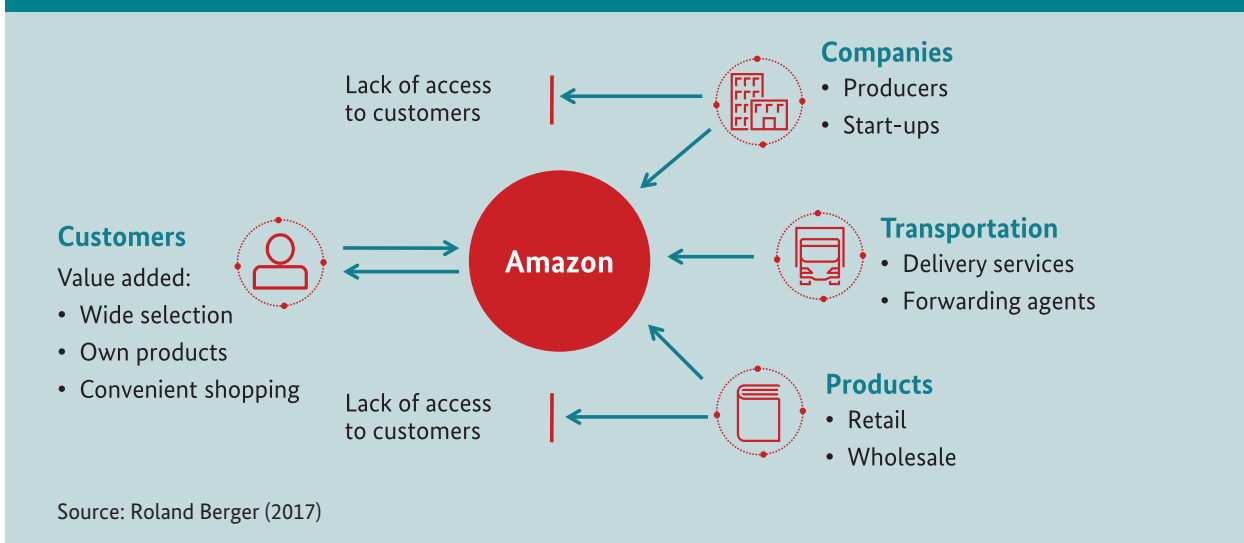 Companies
• Producers
• Start-ups
Lack of access
to customers
Customers
Value added:
• Wide selection
• Own products
• Convenient shopping
Amazon
Transportation
• Delivery services
• Forwarding agents
Lack of access
to customers
Products
• Retail
• Wholesale
Source: Roland Berger (2017)